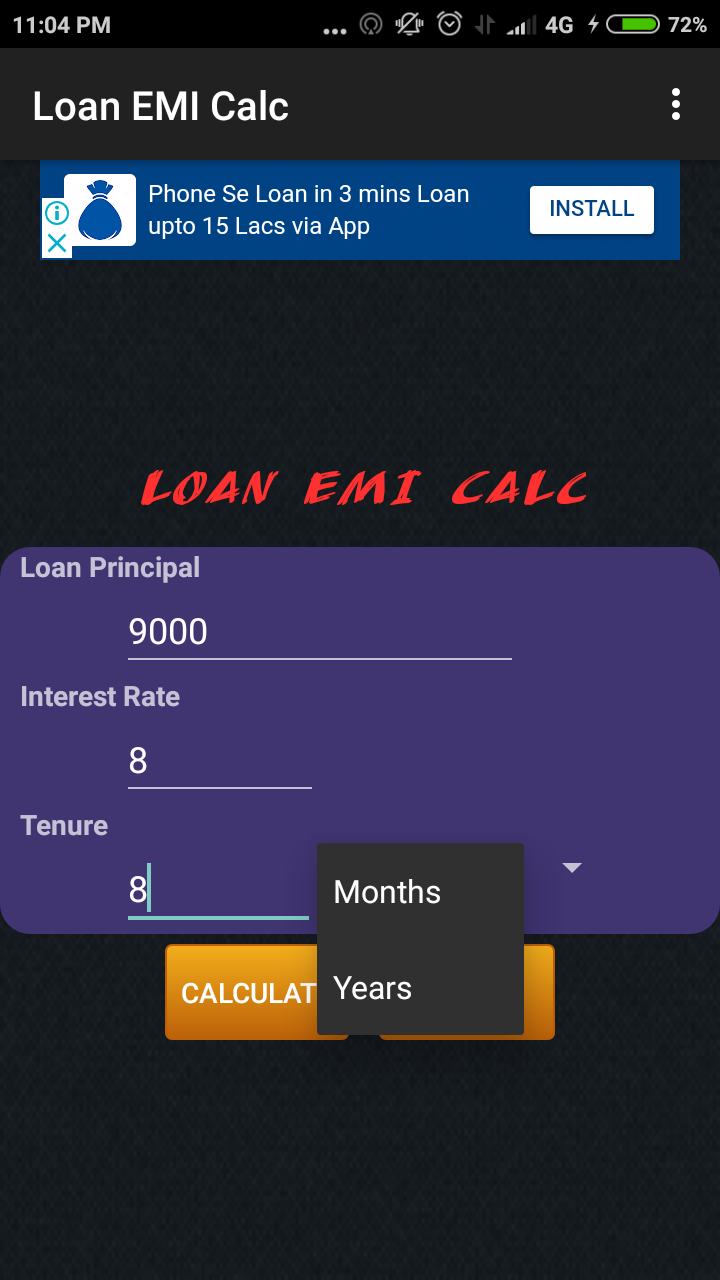 11:04 PM
4G
72%
Loan EMI Calc
Phone Se Loan in 3 mins Loan
upto 15 Lacs via App
INSTALL
LOAN EMI CALC
Loan Principal
9000
Interest Rate
8
Tenure
8
Months
Years
CALCULAT